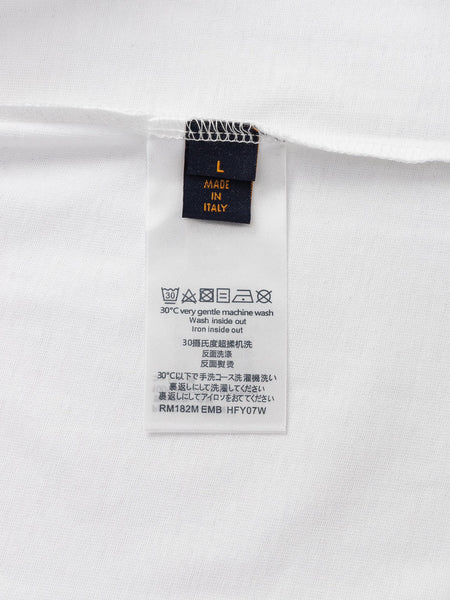 L
MADE
IN
ITALY
30
30°C very gentle machine wash
Wash inside out
Iron inside out
30摄氏度超揉机洗
反面洗涤
反面熨烫
30℃以下で手洗コース洗濯機洗い
裏返しにして洗濯してください
裏返しにしてアイロンをおてください
RM182M EMB HFY07W